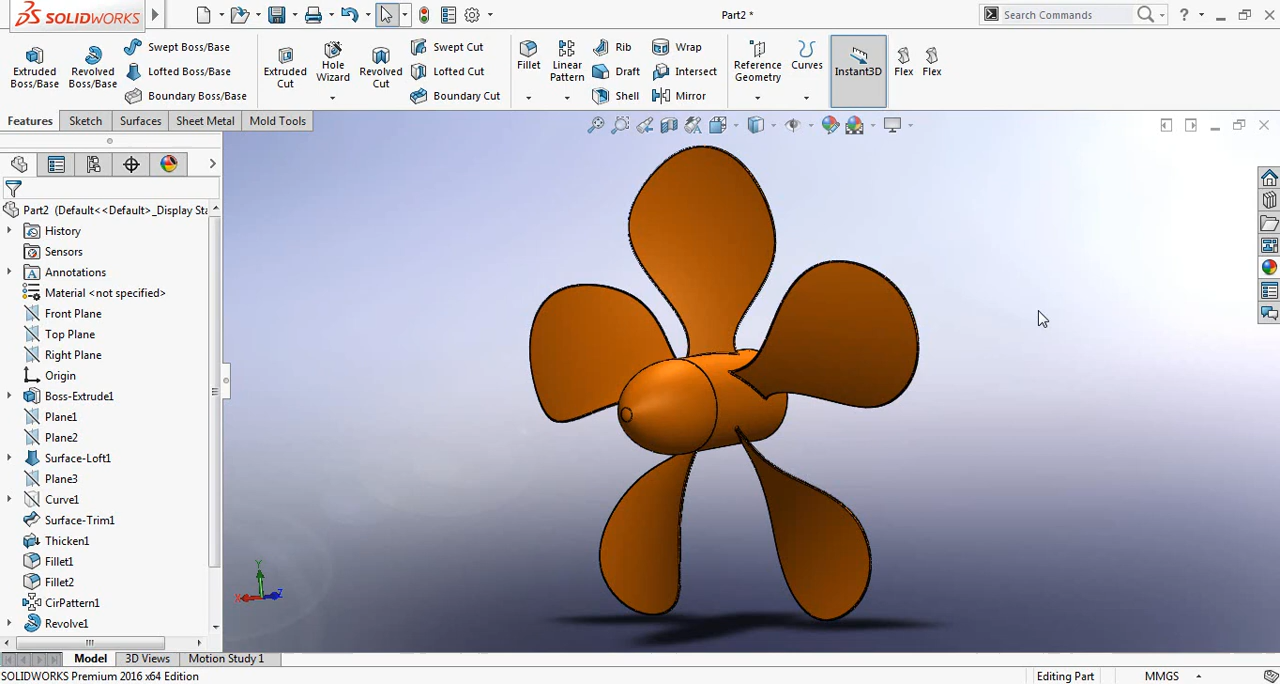 SOLIDWORKS
Part2 *
Search Commands
?
Extruded Boss/Base
Revolved Boss/Base
Swept Boss/Base
Lofted Boss/Base
Boundary Boss/Base
Extruded Cut
Hole Wizard
Revolved Cut
Swept Cut
Lofted Cut
Boundary Cut
Fillet
Linear Pattern
Rib
Draft
Shell
Wrap
Intersect
Mirror
Reference Geometry
Curves
Instant3D
Flex
Flex
Features
Sketch
Surfaces
Sheet Metal
Mold Tools
Part2 (Default<<Default>_Display Sta
History
Sensors
Annotations
Material <not specified>
Front Plane
Top Plane
Right Plane
Origin
Boss-Extrude1
Plane1
Plane2
Surface-Loft1
Plane3
Curve1
Surface-Trim1
Thicken1
Fillet1
Fillet2
CirPattern1
Revolve1
Y
X
Z
Model
3D Views
Motion Study 1
SOLIDWORKS Premium 2016 x64 Edition
Editing Part
MMGS